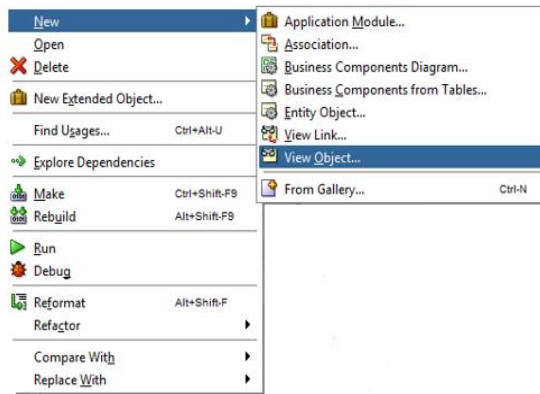 New
Open
Delete
New Extended Object...
Find Usages... Ctrl+Alt-U
Explore Dependencies
Make Ctrl+Shift-F9
Rebuild Alt+Shift-F9
Run
Debug
Reformat Alt+Shift-F
Refactor
Compare With
Replace With
Application Module...
Association...
Business Components Diagram...
Business Components from Tables...
Entity Object...
View Link...
View Object...
From Gallery... Ctrl-N